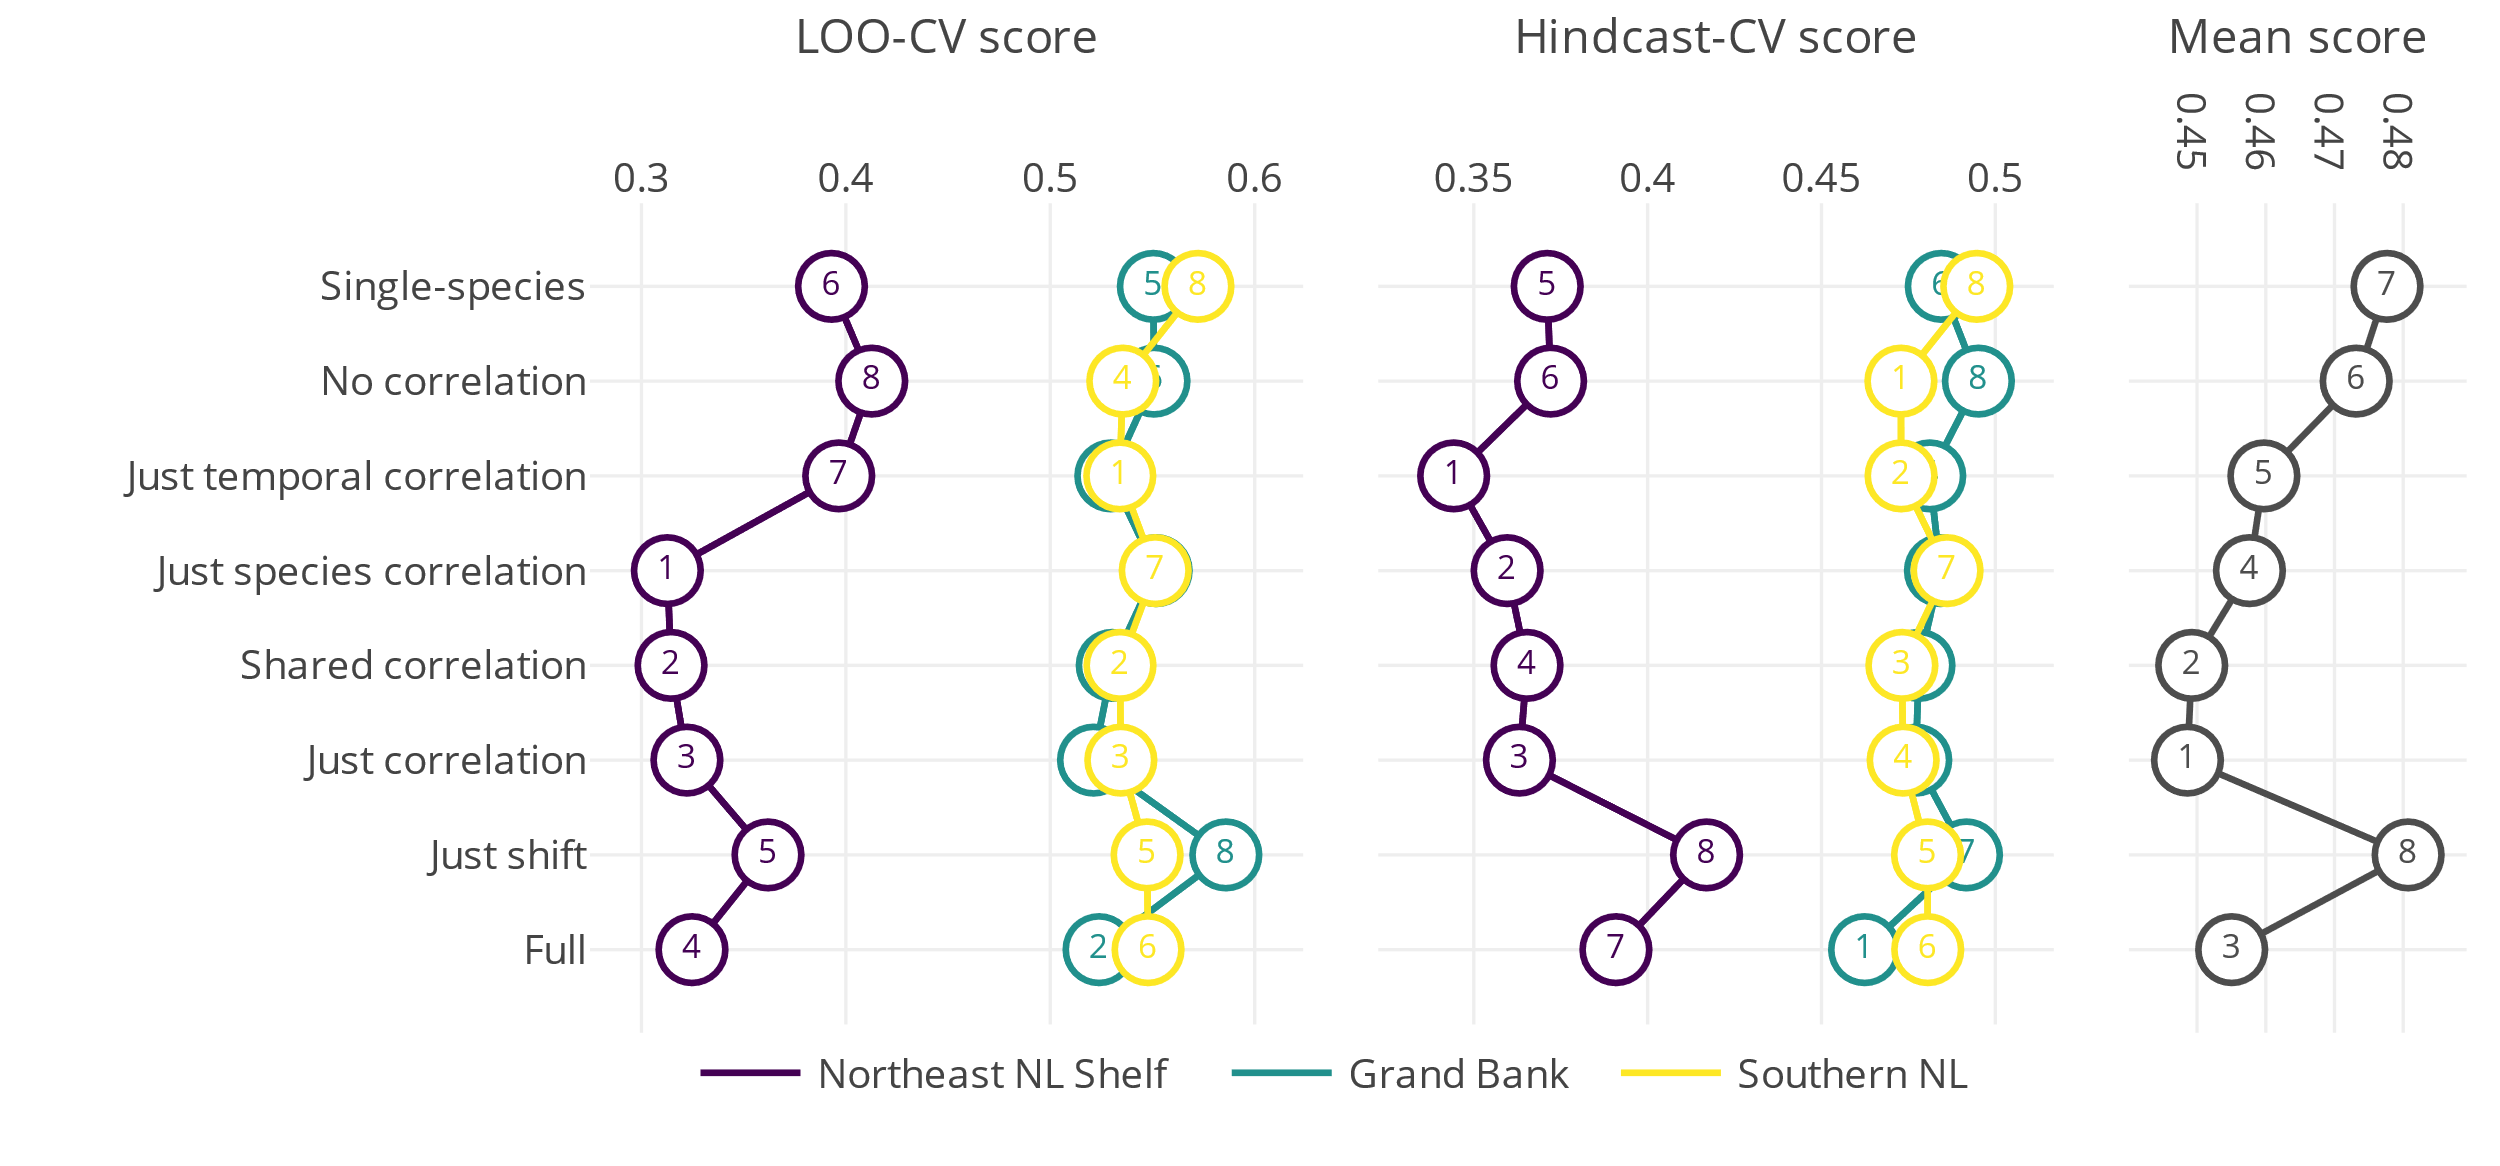 LOO-CV score Hindcast-CV score Mean score
0.3 0.4 0.5 0.6 0.35 0.4 0.45 0.5 0.45 0.46 0.47 0.48
Single-species 6 5 8 5 6 8 7
No correlation 8 4 6 1 8 6
Just temporal correlation 7 1 1 2 5
Just species correlation 1 7 2 7 4
Shared correlation 2 2 4 3 2
Just correlation 3 3 3 4 1
Just shift 5 5 8 8 5 7 8
Full 4 2 6 7 1 6 3
Northeast NL Shelf Grand Bank Southern NL